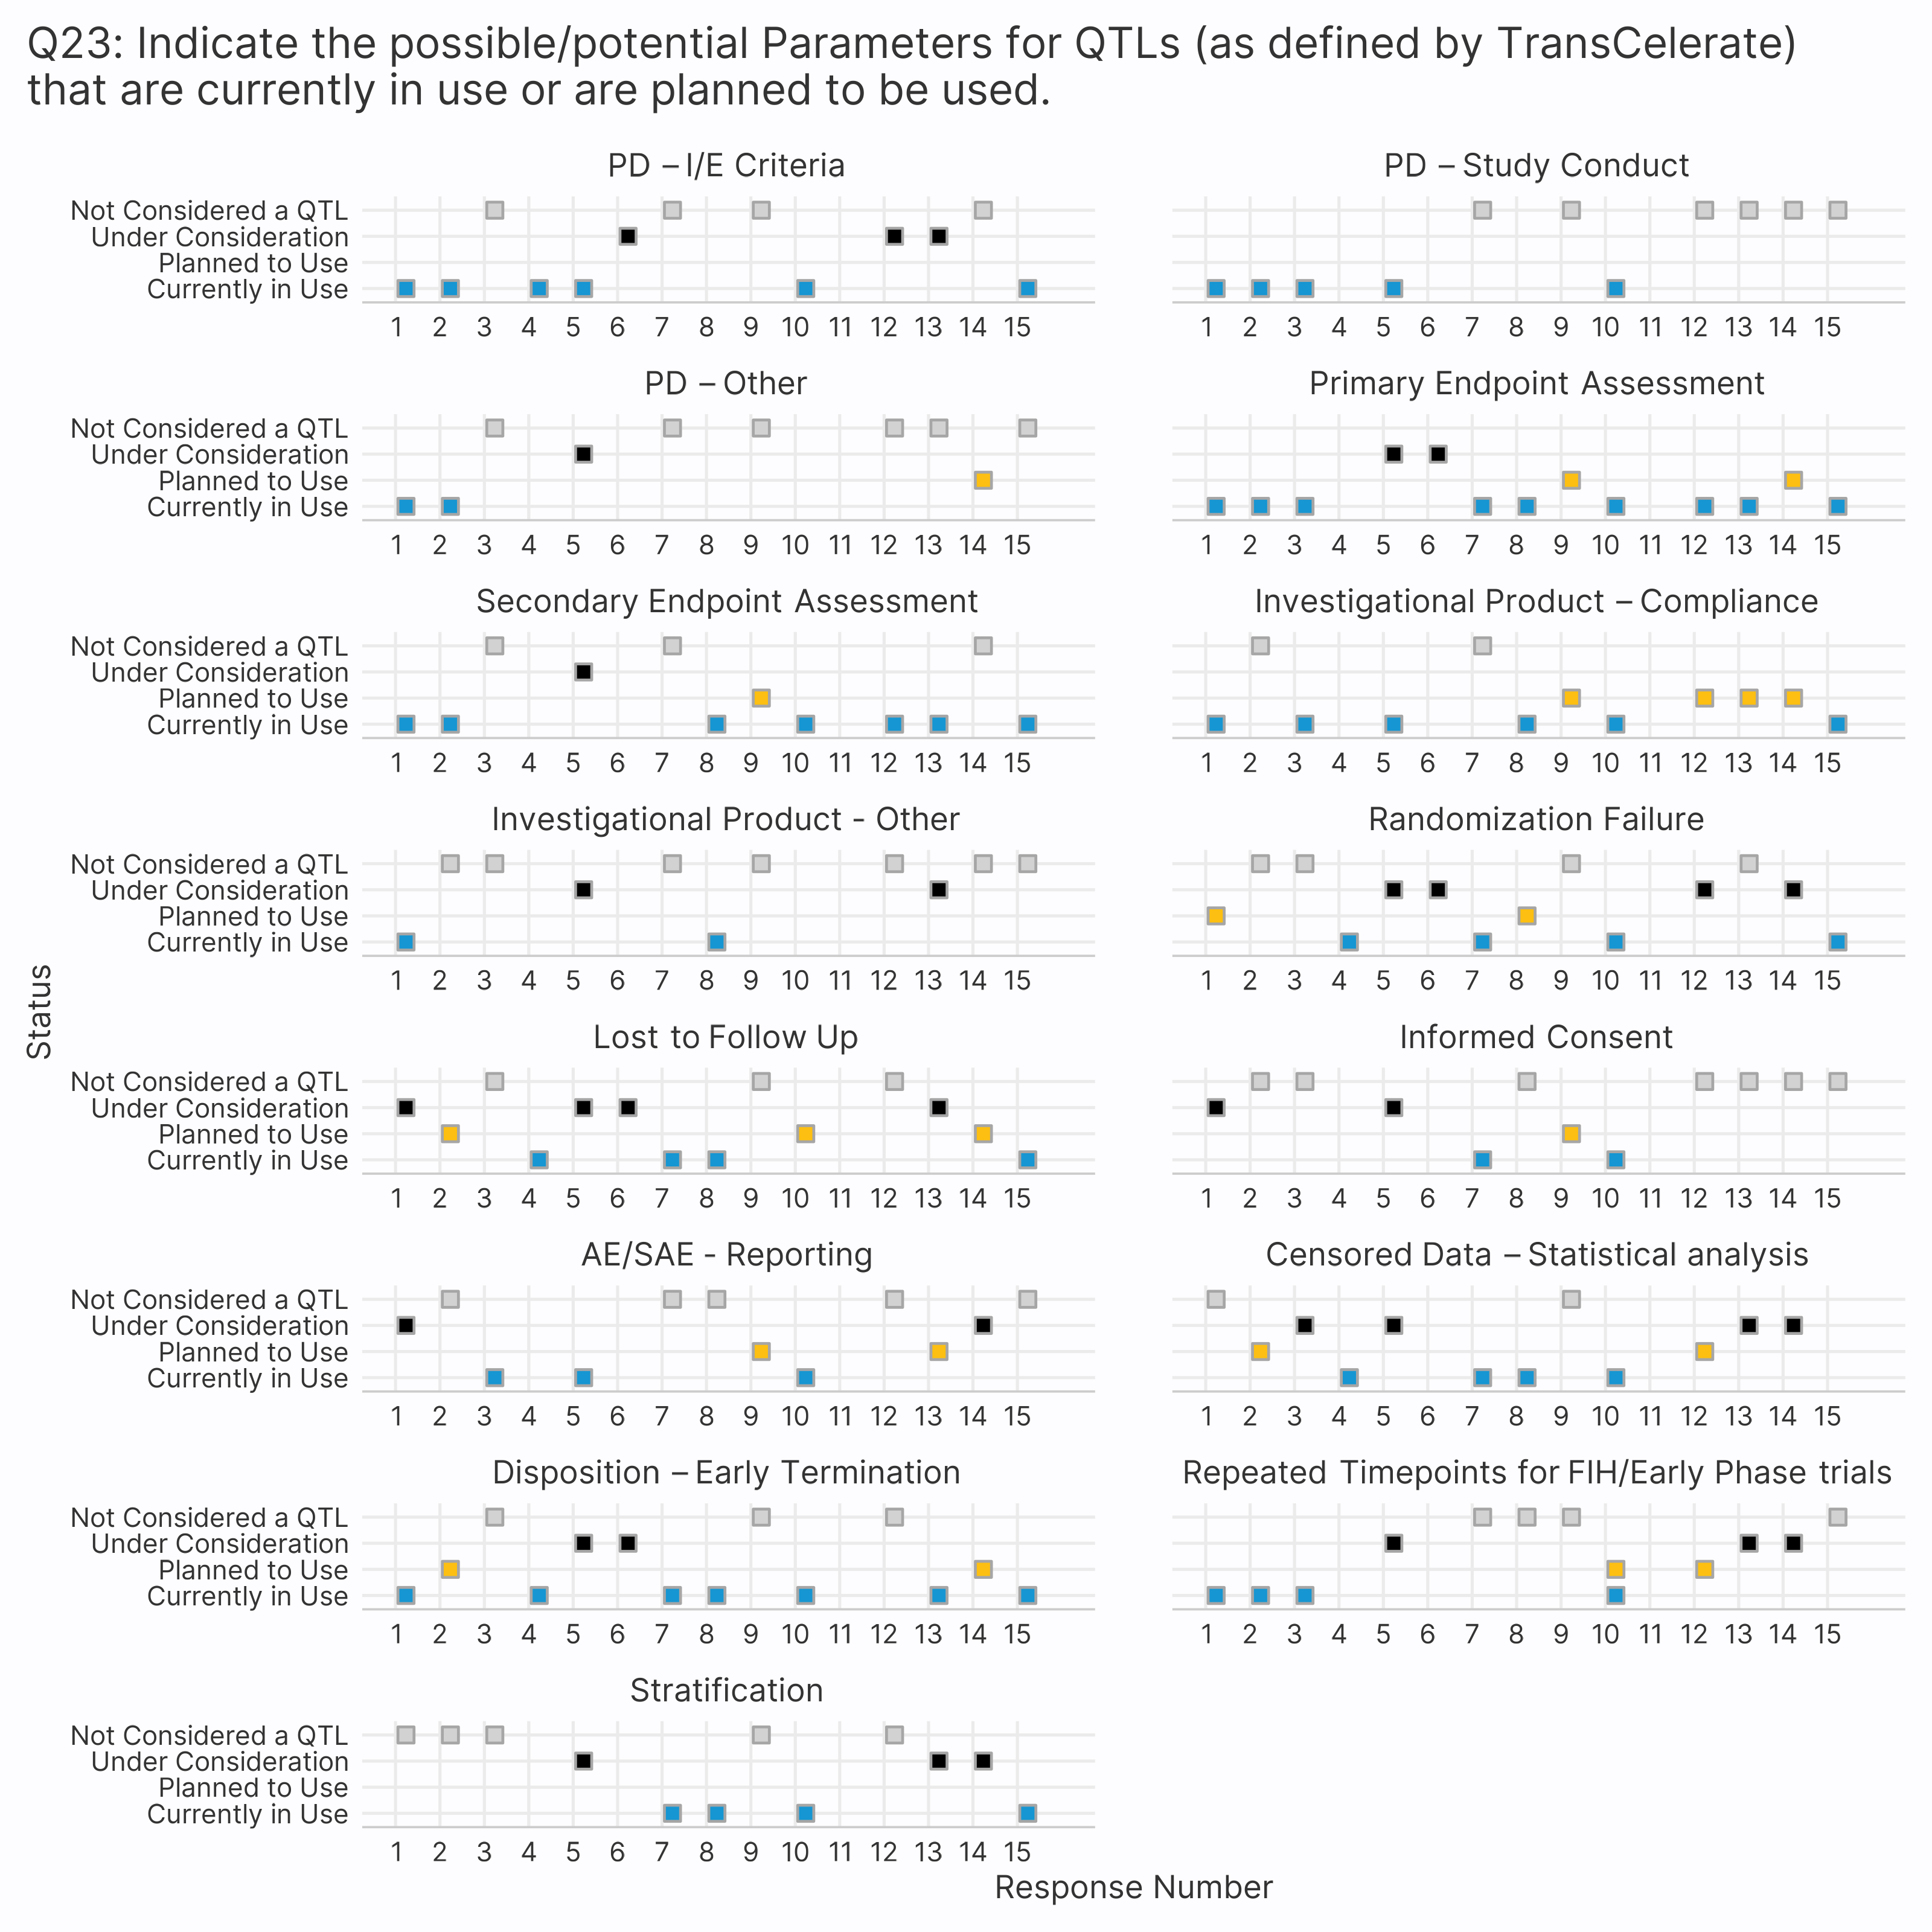 Q23: Indicate the possible/potential Parameters for QTLs (as defined by TransCelerate)
that are currently in use or are planned to be used.
Status
PD – I/E Criteria
Not Considered a QTL
Under Consideration
Planned to Use
Currently in Use
1 2 3 4 5 6 7 8 9 10 11 12 13 14 15
PD – Study Conduct
1 2 3 4 5 6 7 8 9 10 11 12 13 14 15
PD – Other
Not Considered a QTL
Under Consideration
Planned to Use
Currently in Use
1 2 3 4 5 6 7 8 9 10 11 12 13 14 15
Primary Endpoint Assessment
1 2 3 4 5 6 7 8 9 10 11 12 13 14 15
Secondary Endpoint Assessment
Not Considered a QTL
Under Consideration
Planned to Use
Currently in Use
1 2 3 4 5 6 7 8 9 10 11 12 13 14 15
Investigational Product – Compliance
1 2 3 4 5 6 7 8 9 10 11 12 13 14 15
Investigational Product - Other
Not Considered a QTL
Under Consideration
Planned to Use
Currently in Use
1 2 3 4 5 6 7 8 9 10 11 12 13 14 15
Randomization Failure
1 2 3 4 5 6 7 8 9 10 11 12 13 14 15
Lost to Follow Up
Not Considered a QTL
Under Consideration
Planned to Use
Currently in Use
1 2 3 4 5 6 7 8 9 10 11 12 13 14 15
Informed Consent
1 2 3 4 5 6 7 8 9 10 11 12 13 14 15
AE/SAE - Reporting
Not Considered a QTL
Under Consideration
Planned to Use
Currently in Use
1 2 3 4 5 6 7 8 9 10 11 12 13 14 15
Censored Data – Statistical analysis
1 2 3 4 5 6 7 8 9 10 11 12 13 14 15
Disposition – Early Termination
Not Considered a QTL
Under Consideration
Planned to Use
Currently in Use
1 2 3 4 5 6 7 8 9 10 11 12 13 14 15
Repeated Timepoints for FIH/Early Phase trials
1 2 3 4 5 6 7 8 9 10 11 12 13 14 15
Stratification
Not Considered a QTL
Under Consideration
Planned to Use
Currently in Use
1 2 3 4 5 6 7 8 9 10 11 12 13 14 15
Response Number